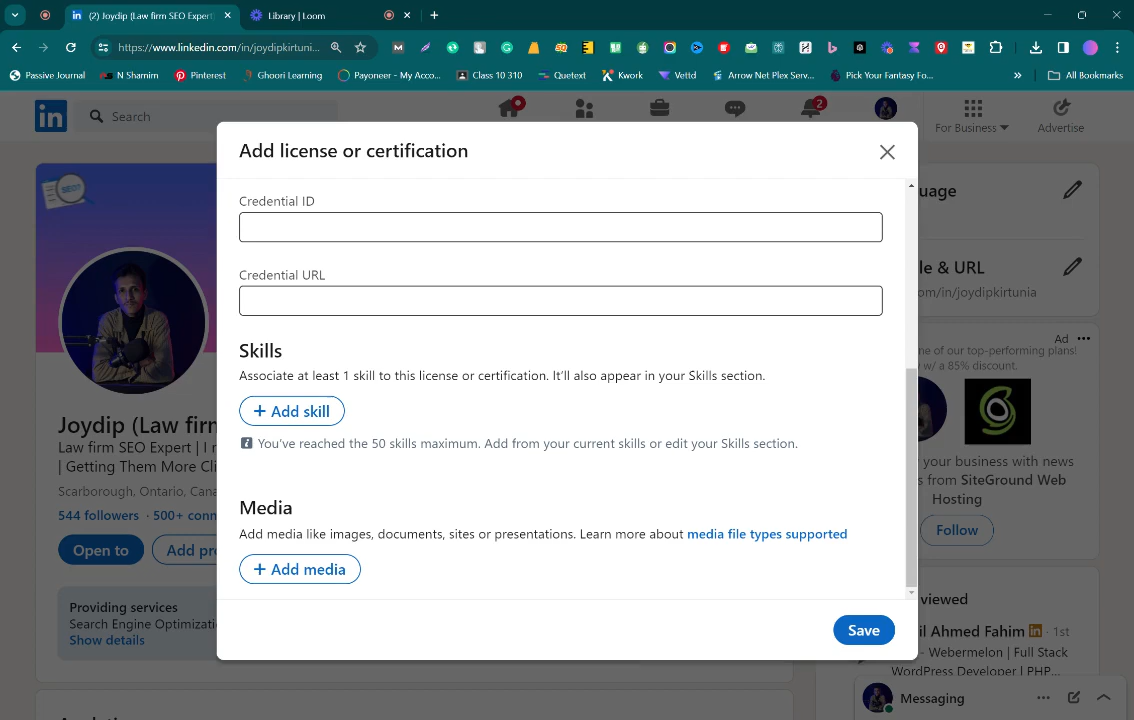 (2) Joydip (Law firm SEO Expert
Library | Loom
https://www.linkedin.com/in/joydipkirtuni...
Passive Journal
N Shamim
Pinterest
Ghoori Learning
Payoneer - My Acco...
Class 10 310
Quetext
Kwork
Vettd
Arrow Net Plex Serv...
Pick Your Fantasy Fo...
»
All Bookmarks
in
Search
2
For Business
Advertise
Add license or certification
Credential ID
Credential URL
Skills
Associate at least 1 skill to this license or certification. It'll also appear in your Skills section.
+ Add skill
You've reached the 50 skills maximum. Add from your current skills or edit your Skills section.
Media
Add media like images, documents, sites or presentations. Learn more about media file types supported
+ Add media
Save
SEO
Joydip (Law firm
Law firm SEO Expert | I
| Getting Them More Cli
Scarborough, Ontario, Cana
544 followers · 500+ conn
Open to
Add pr
Providing services
Search Engine Optimizati
Show details
uage
le & URL
om/in/joydipkirtunia
Ad
ne of our top-performing plans!
w/ a 85% discount.
your business with news
s from SiteGround Web
Hosting
Follow
viewed
il Ahmed Fahim in · 1st
- Webermelon | Full Stack
WordPress Developer | PHP...
Messaging